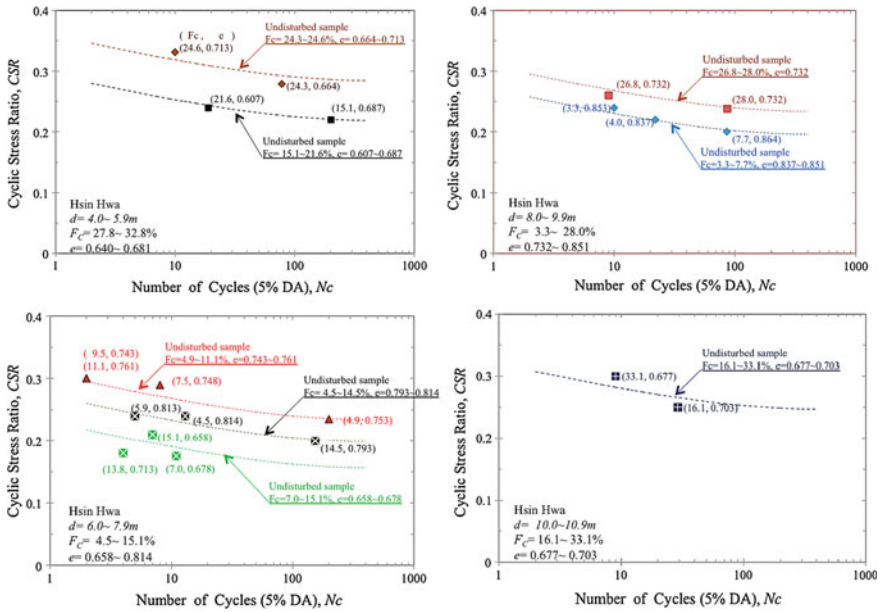 0.4
0.3
0.2
0.1
0
Cyclic Stress Ratio, CSR
( Fc, e )
(24.6, 0.713)
Undisturbed sample
Fc= 24.3~24.6%, e= 0.664~0.713
(24.3, 0.664)
(21.6, 0.607)
(15.1, 0.687)
Undisturbed sample
Fc= 15.1~21.6%, e= 0.607~0.687
Hsin Hwa
d= 4.0~ 5.9m
FC= 27.8~ 32.8%
e= 0.640~ 0.681
1 10 100 1000
Number of Cycles (5% DA), Nc
0.4
0.3
0.2
0.1
0
Cyclic Stress Ratio, CSR
Undisturbed sample
Fc=26.8~28.0%, e=0.732
(26.8, 0.732)
(28.0, 0.732)
(3.3, 0.853)
(4.0, 0.837)
(7.7, 0.864)
Undisturbed sample
Fc=3.3~7.7%, e=0.837~0.851
Hsin Hwa
d= 8.0~ 9.9m
FC= 3.3~ 28.0%
e= 0.732~ 0.851
1 10 100 1000
Number of Cycles (5% DA), Nc
0.4
0.3
0.2
0.1
0
Cyclic Stress Ratio, CSR
Undisturbed sample
Fc=4.9~11.1%, e=0.743~0.761
( 9.5, 0.743)
(11.1, 0.761)
(7.5, 0.748)
Undisturbed sample
Fc= 4.5~14.5%, e=0.793~0.814
(5.9, 0.813)
(4.5, 0.814)
(4.9, 0.753)
(15.1, 0.658)
(14.5, 0.793)
(13.8, 0.713)
(7.0, 0.678)
Undisturbed sample
Fc=7.0~15.1%, e=0.658~0.678
Hsin Hwa
d= 6.0~ 7.9m
FC= 4.5~ 15.1%
e= 0.658~ 0.814
1 10 100 1000
Number of Cycles (5% DA), Nc
0.4
0.3
0.2
0.1
0
Cyclic Stress Ratio, CSR
Undisturbed sample
Fc=16.1~33.1%, e=0.677~0.703
(33.1, 0.677)
(16.1, 0.703)
Hsin Hwa
d= 10.0~10.9m
FC= 16.1~ 33.1%
e= 0.677~ 0.703
1 10 100 1000
Number of Cycles (5% DA), Nc